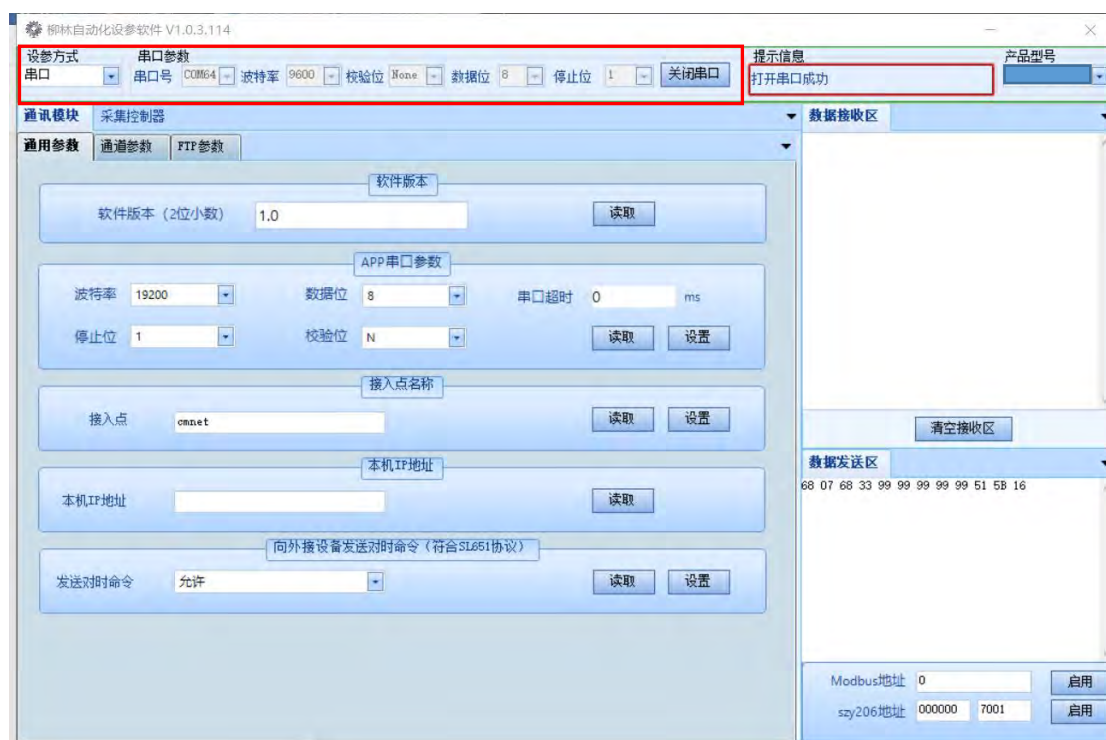 柳林自动化设参软件 V1.0.3.114
设参方式 串口参数 提示信息 产品型号
串口 串口号 COM64 波特率 9600 校验位 None 数据位 8 停止位 1 关闭串口 打开串口成功
通讯模块 采集控制器 数据接收区
通用参数 通道参数 FTP参数
软件版本
软件版本（2位小数） 1.0 读取
APP串口参数
波特率 19200 数据位 8 串口超时 0 ms
停止位 1 校验位 N 读取 设置
接入点名称
接入点 cmnet 读取 设置
清空接收区
本机IP地址
数据发送区
68 07 68 33 99 99 99 99 99 51 5B 16
本机IP地址 读取
向外接设备发送对时命令（符合SL651协议）
发送对时命令 允许 读取 设置
Modbus地址 0 启用
szy206地址 000000 7001 启用